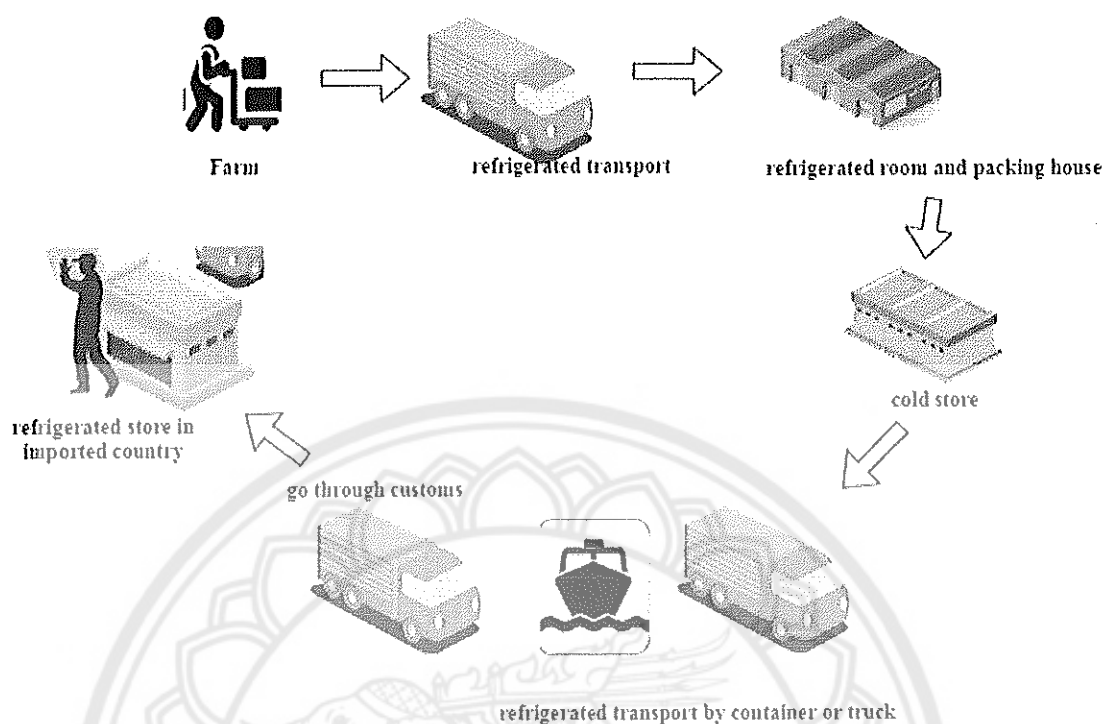 Farm
refrigerated transport
refrigerated room and packing house
cold store
refrigerated transport by container or truck
go through customs
refrigerated store in
imported country